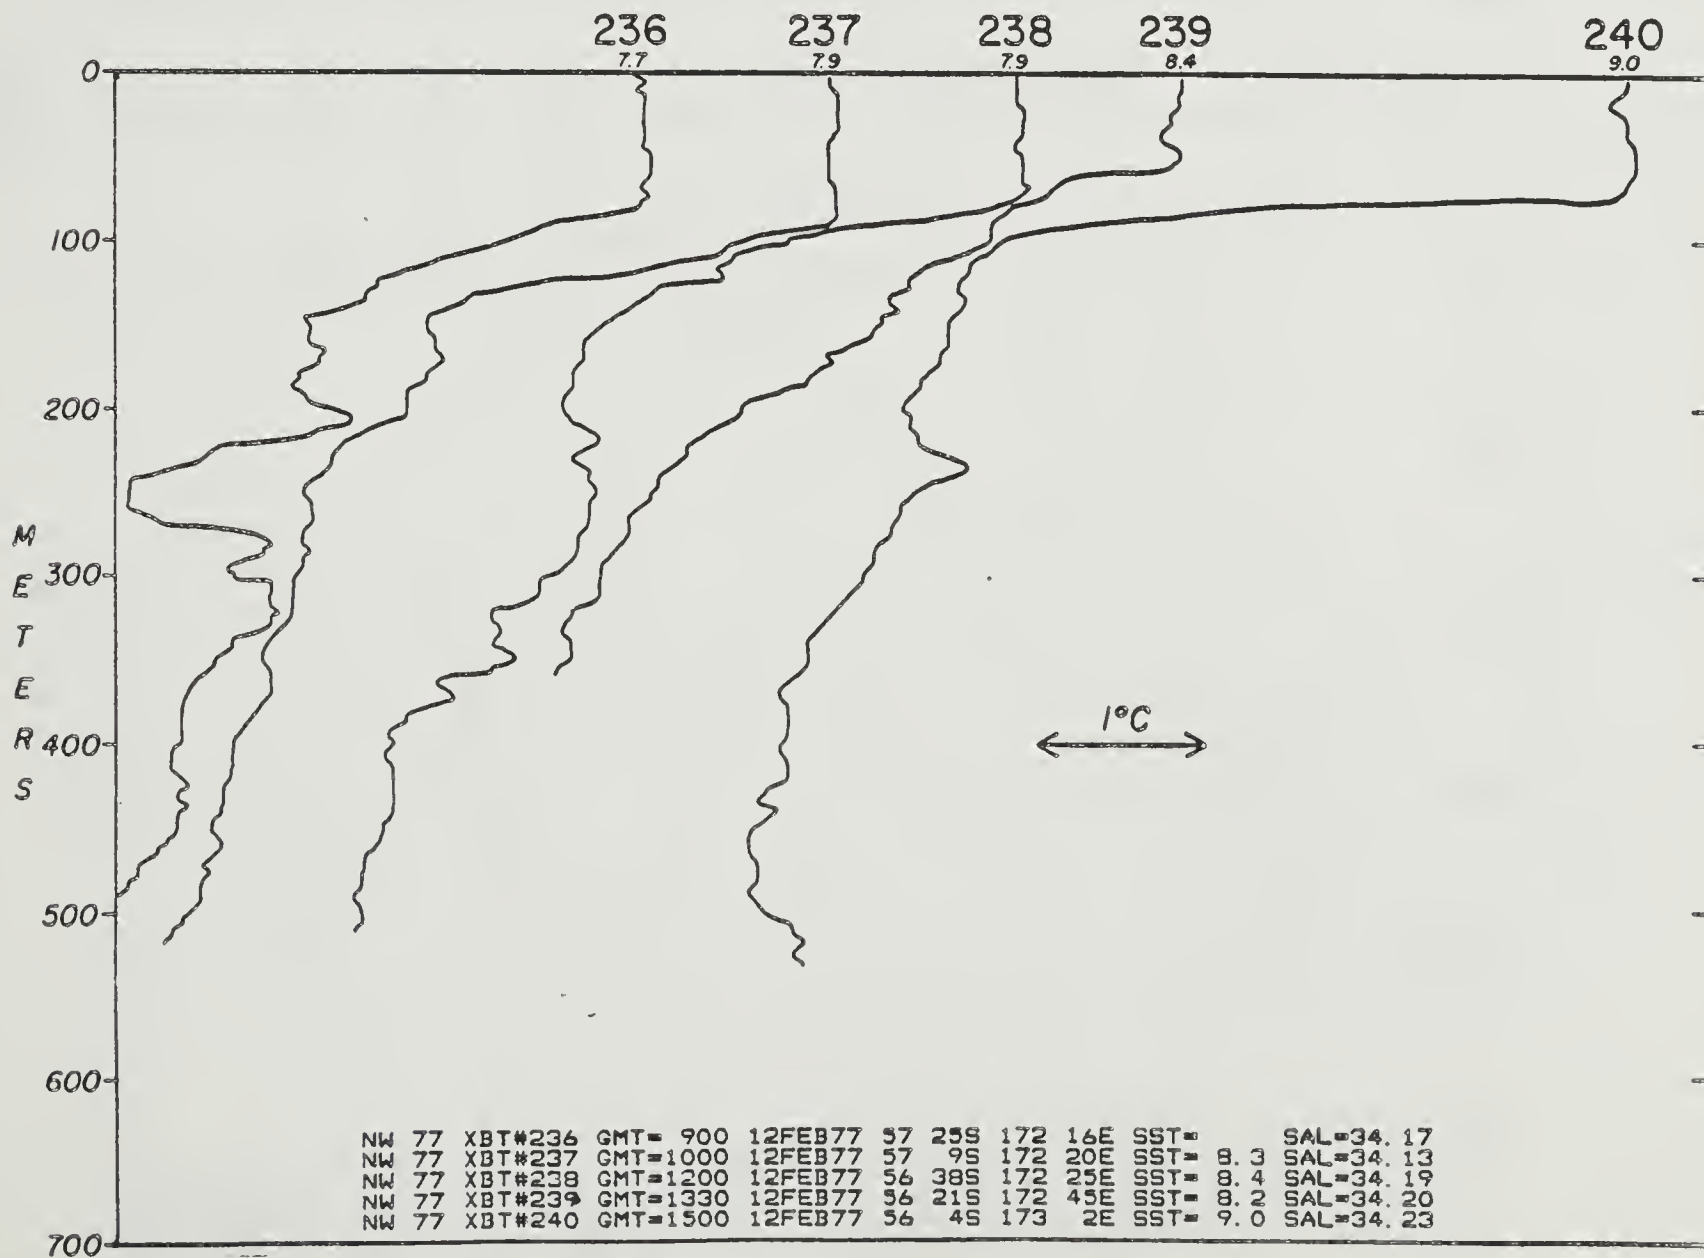 236 237 238 239 240
7.7 7.9 7.9 8.4 9.0
0
100
200
300
400
500
600
700
METERS
1°C
NW 77 XBT#236 GMT= 900 12FEB77 57 25S 172 16E SST= SAL=34.17
NW 77 XBT#237 GMT=1000 12FEB77 57 9S 172 20E SST= 8.3 SAL=34.13
NW 77 XBT#238 GMT=1200 12FEB77 56 38S 172 25E SST= 8.4 SAL=34.19
NW 77 XBT#239 GMT=1330 12FEB77 56 21S 172 45E SST= 8.2 SAL=34.20
NW 77 XBT#240 GMT=1500 12FEB77 56 4S 173 2E SST= 9.0 SAL=34.23